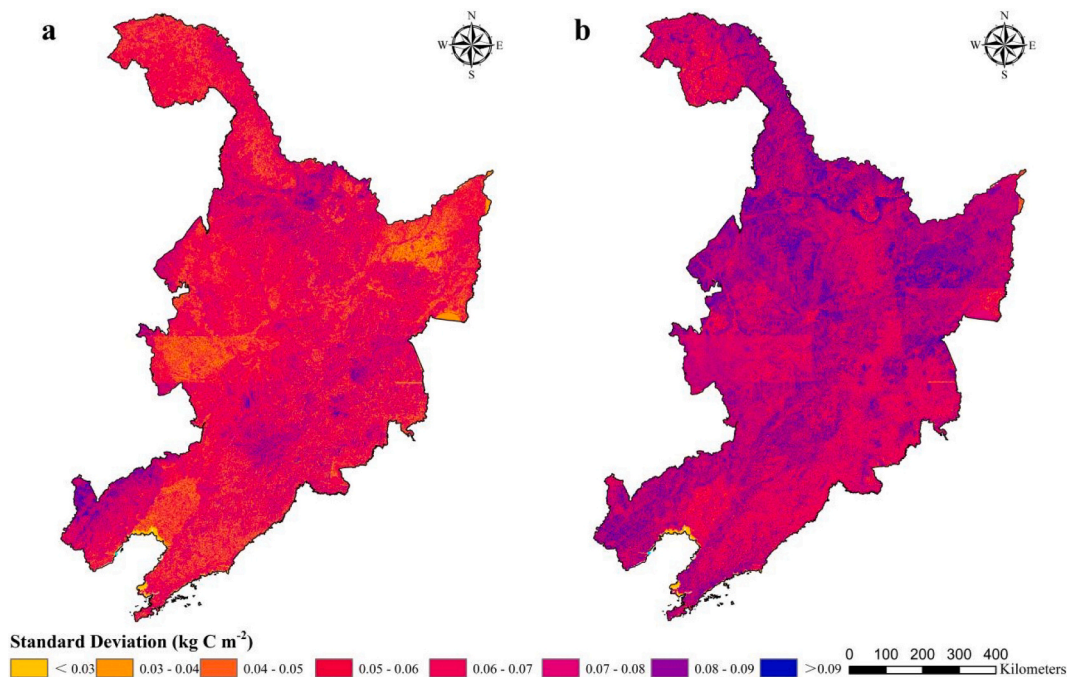 a
N
W E
S
b
N
W E
S
Standard Deviation (kg C m⁻²)
< 0.03 0.03 - 0.04 0.04 - 0.05 0.05 - 0.06 0.06 - 0.07 0.07 - 0.08 0.08 - 0.09 >0.09
0 100 200 300 400
Kilometers